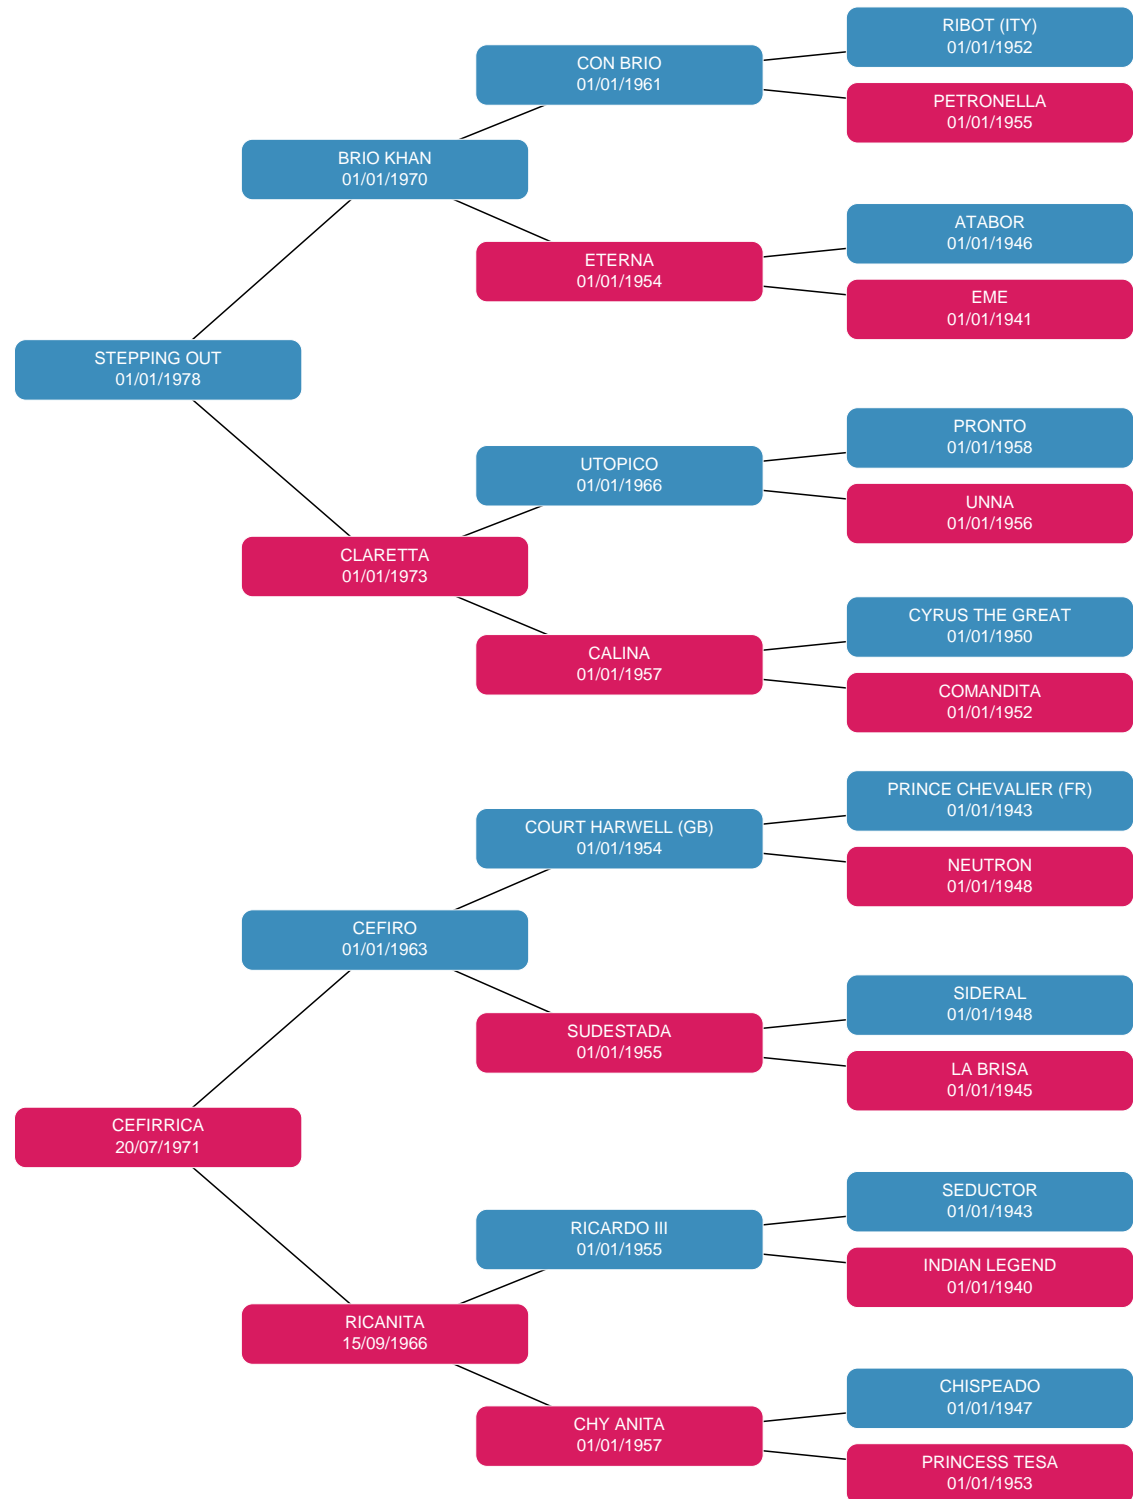 RIBOT (ITY)
01/01/1952
CON BRIO
01/01/1961
PETRONELLA
01/01/1955
BRIO KHAN
01/01/1970
ATABOR
01/01/1946
ETERNA
01/01/1954
EME
01/01/1941
STEPPING OUT
01/01/1978
PRONTO
01/01/1958
UTOPICO
01/01/1966
UNNA
01/01/1956
CLARETTA
01/01/1973
CYRUS THE GREAT
01/01/1950
CALINA
01/01/1957
COMANDITA
01/01/1952
PRINCE CHEVALIER (FR)
01/01/1943
COURT HARWELL (GB)
01/01/1954
NEUTRON
01/01/1948
CEFIRO
01/01/1963
SIDERAL
01/01/1948
SUDESTADA
01/01/1955
LA BRISA
01/01/1945
CEFIRRICA
20/07/1971
SEDUCTOR
01/01/1943
RICARDO III
01/01/1955
INDIAN LEGEND
01/01/1940
RICANITA
15/09/1966
CHISPEADO
01/01/1947
CHY ANITA
01/01/1957
PRINCESS TESA
01/01/1953